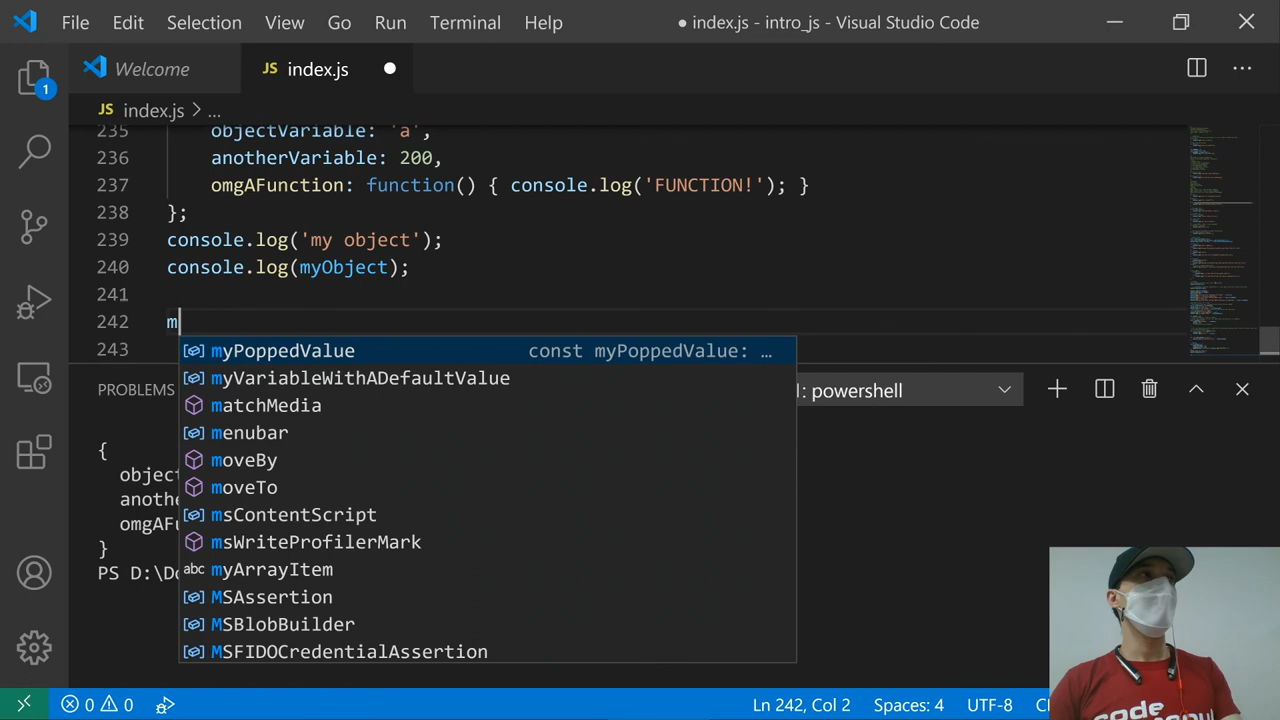 File Edit Selection View Go Run Terminal Help ● index.js - intro_js - Visual Studio Code
Welcome JS index.js
1
JS index.js > ...
235 objectVariable: 'a',
236 anotherVariable: 200,
237 omgAFunction: function() { console.log('FUNCTION!'); }
238 };
239 console.log('my object');
240 console.log(myObject);
241
242 m
243
myPoppedValue const myPoppedValue: …
myVariableWithADefaultValue
matchMedia
menubar
moveBy
moveTo
msContentScript
msWriteProfilerMark
abc myArrayItem
MSAssertion
MSBlobBuilder
MSFIDOCredentialAssertion
PROBLEMS 1: powershell
{
objec
anothe
omgAF
}
PS D:\D
code
0 0 Ln 242, Col 2 Spaces: 4 UTF-8